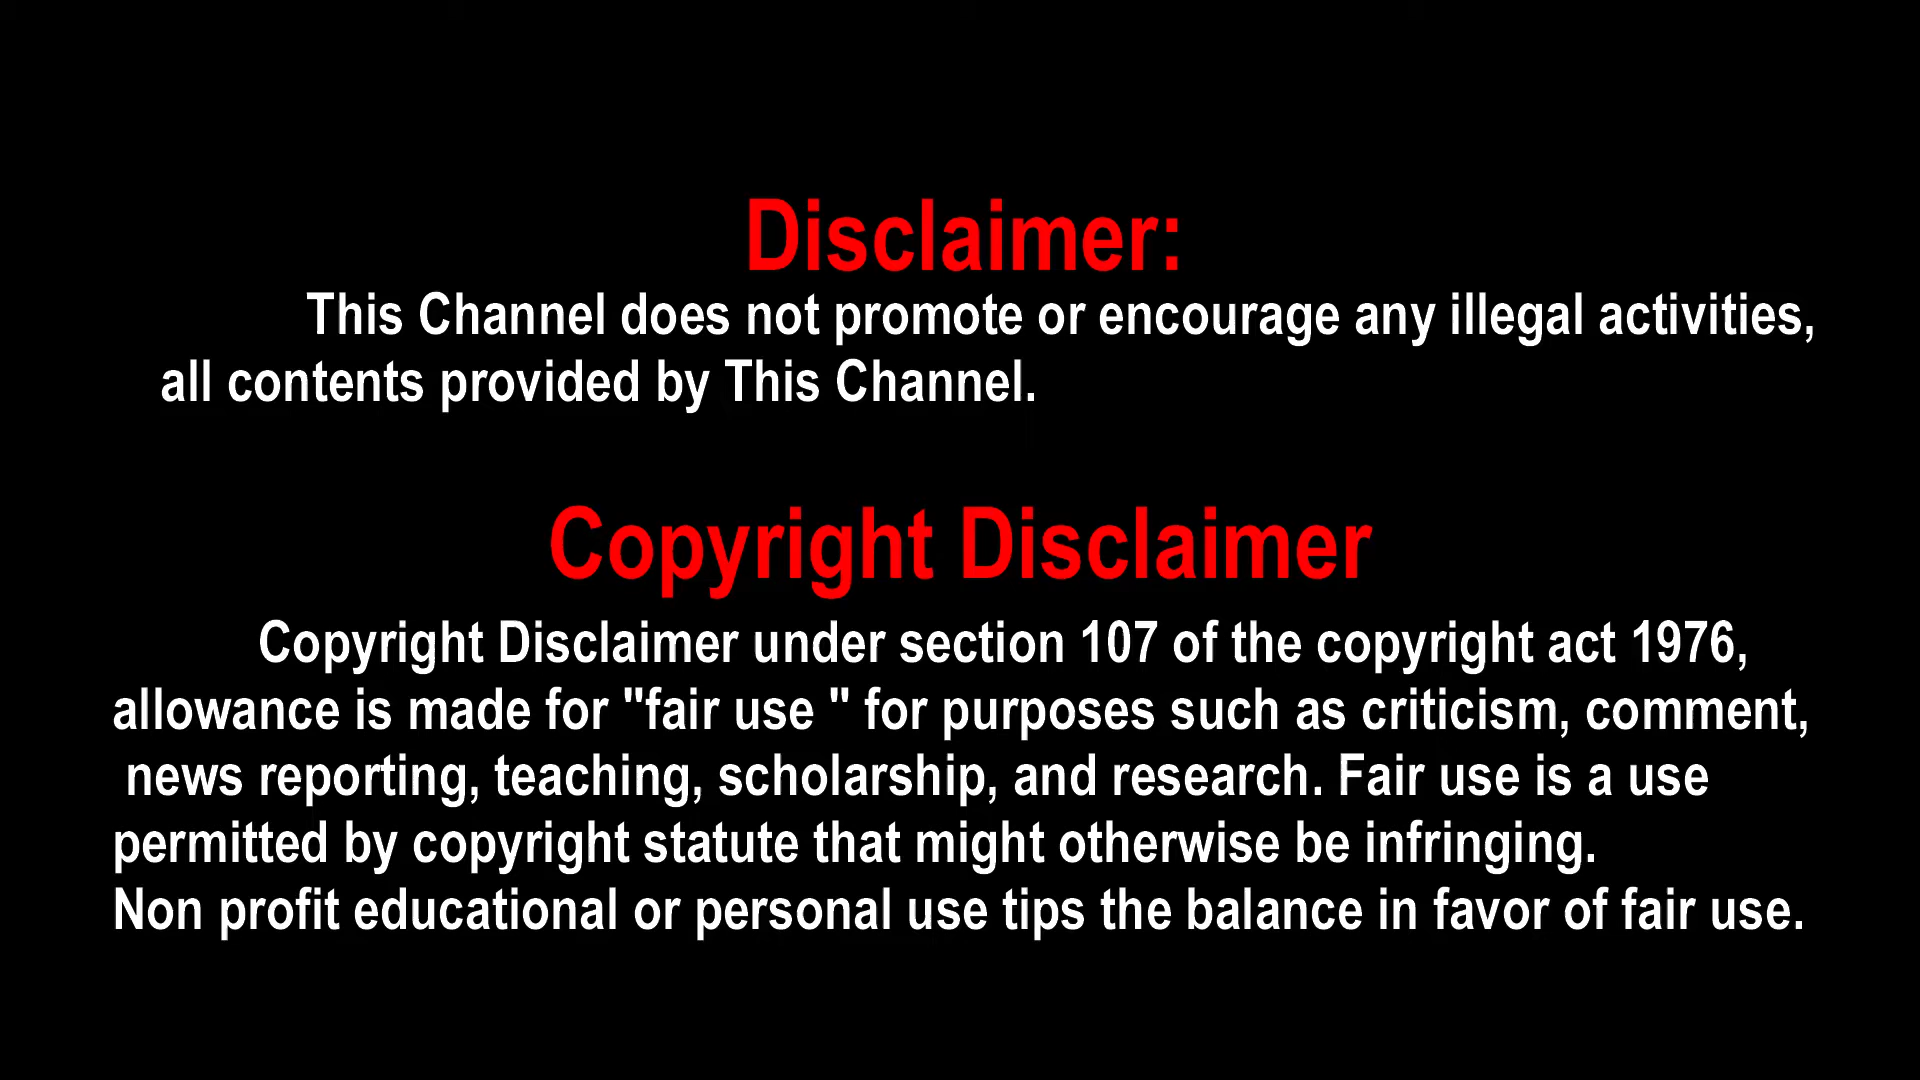 Disclaimer:
This Channel does not promote or encourage any illegal activities,
all contents provided by This Channel.
Copyright Disclaimer
Copyright Disclaimer under section 107 of the copyright act 1976,
allowance is made for "fair use " for purposes such as criticism, comment,
news reporting, teaching, scholarship, and research. Fair use is a use
permitted by copyright statute that might otherwise be infringing.
Non profit educational or personal use tips the balance in favor of fair use.